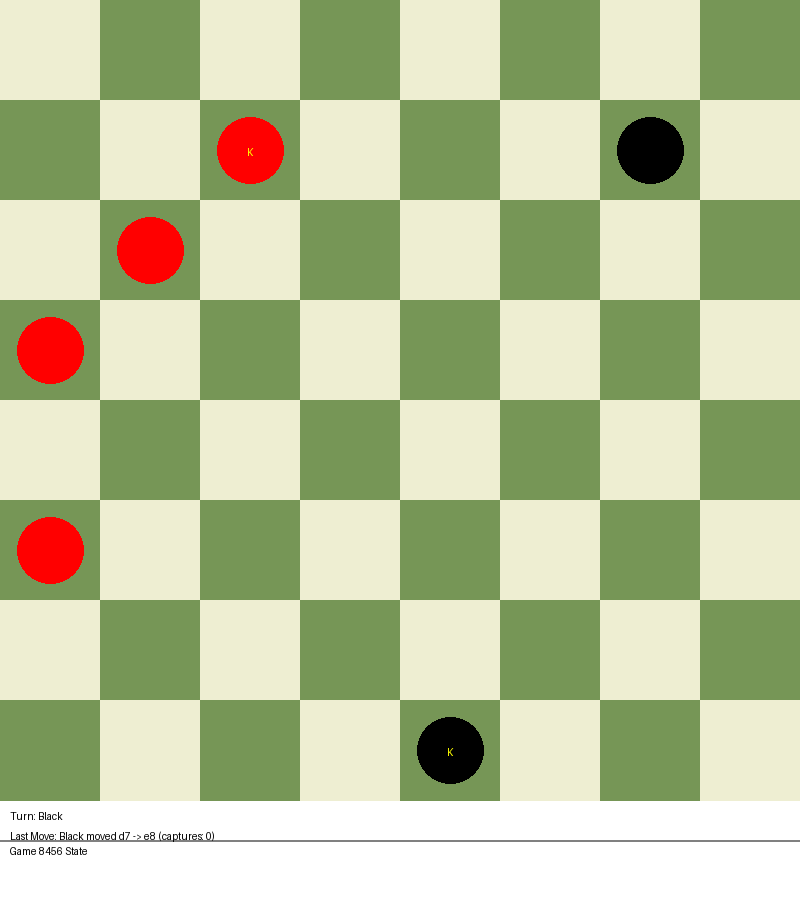 K
K
Turn: Black
Last Move: Black moved d7 -> e8 (captures: 0)
Game 8456 State